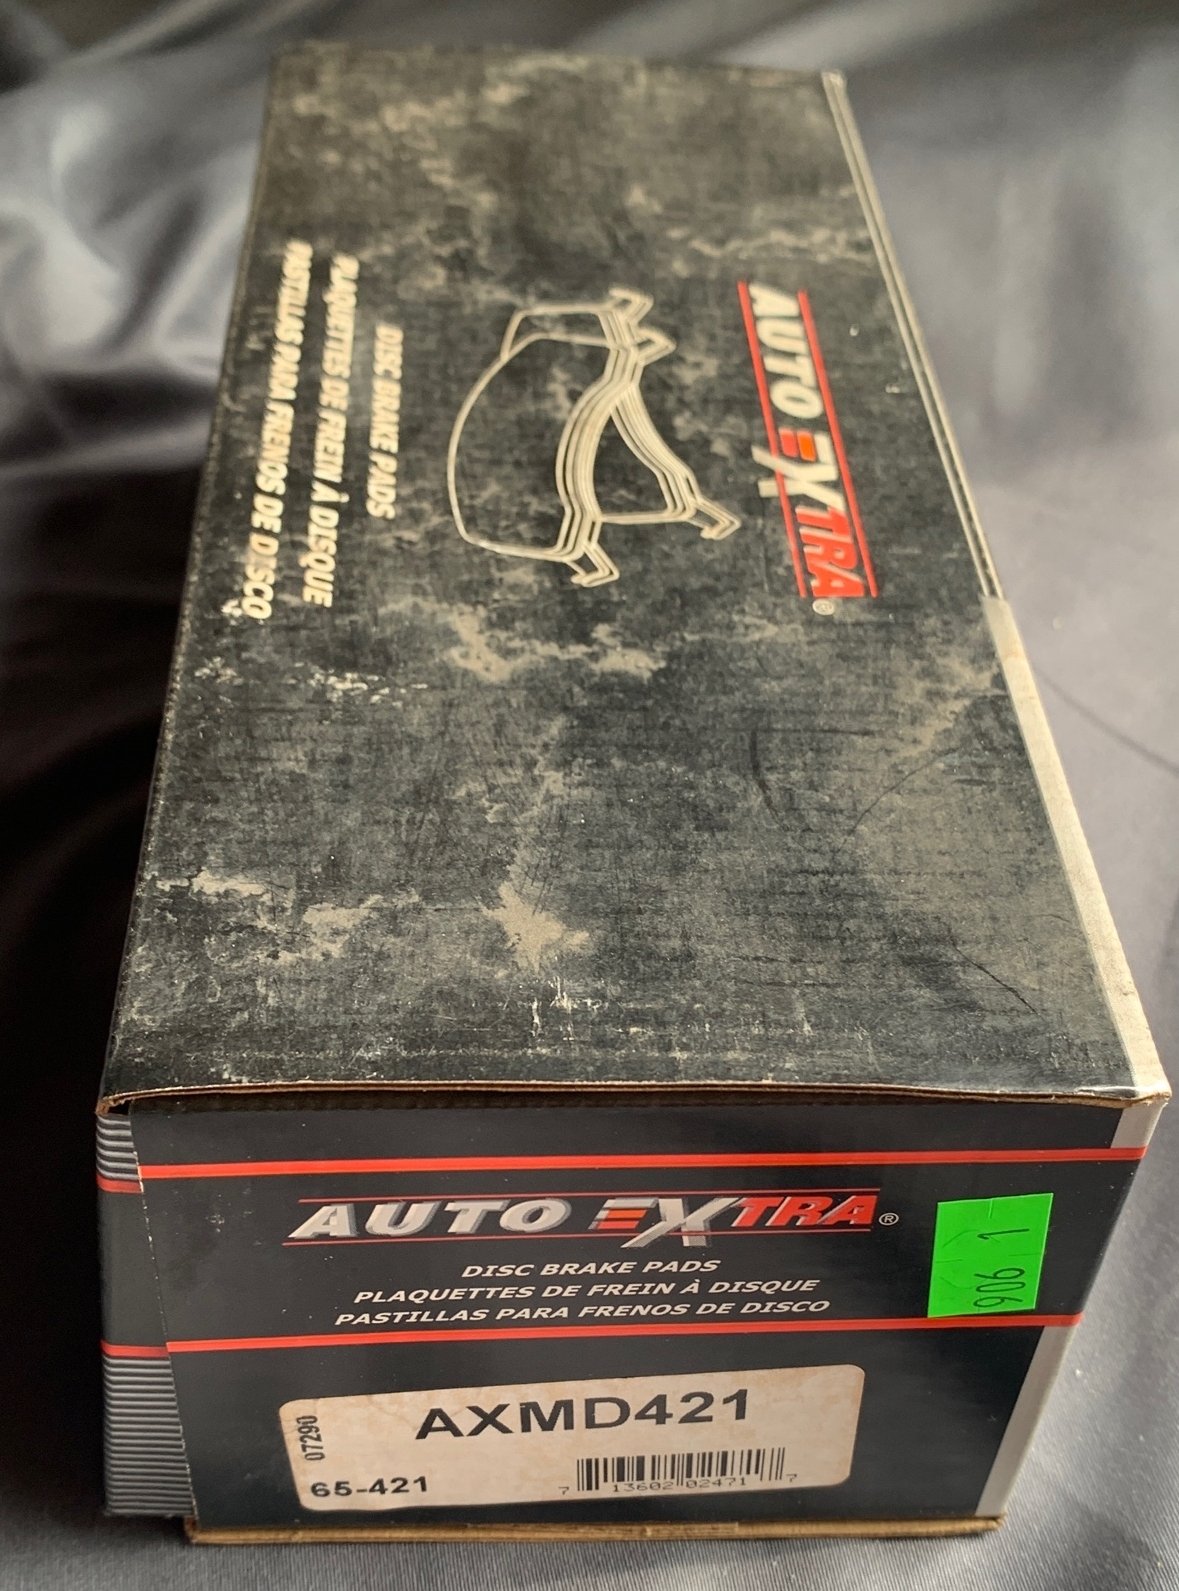 AUTO EXTRA®
DISC BRAKE PADS
PLAQUETTES DE FREIN À DISQUE
PASTILLAS PARA FRENOS DE DISCO
AUTO EXTRA®
DISC BRAKE PADS
PLAQUETTES DE FREIN À DISQUE
PASTILLAS PARA FRENOS DE DISCO
906 1
AXMD421
07290
65-421
7 13602 02471 7